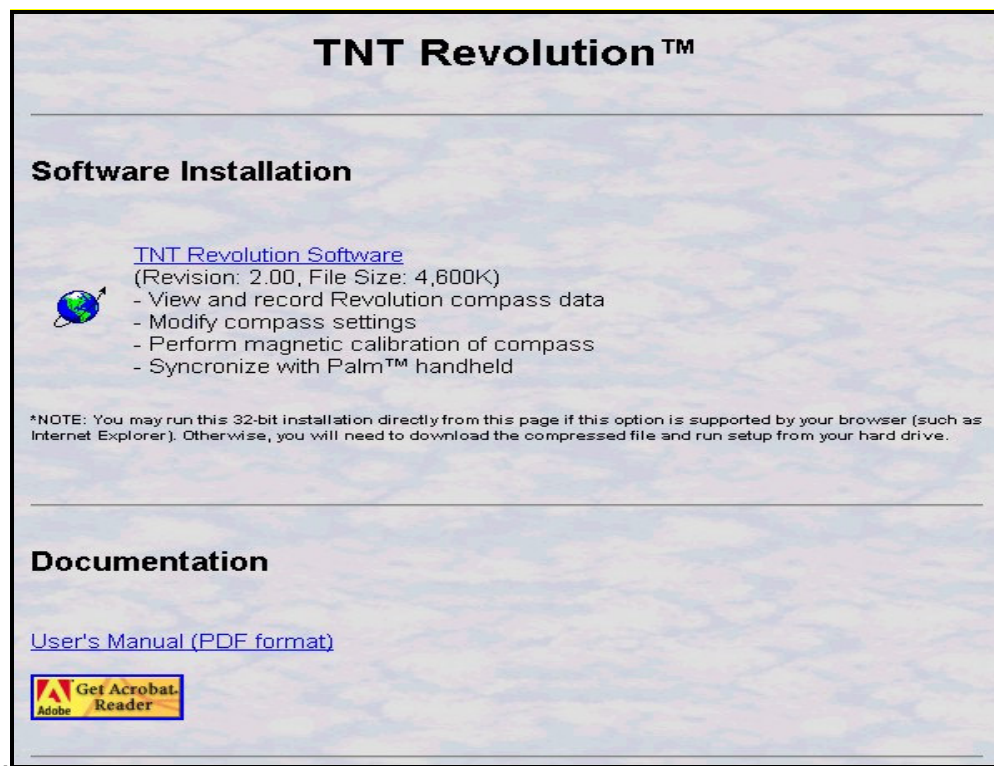 TNT Revolution™
Software Installation
TNT Revolution Software
(Revision: 2.00, File Size: 4,600K)
- View and record Revolution compass data
- Modify compass settings
- Perform magnetic calibration of compass
- Syncronize with Palm™ handheld
*NOTE: You may run this 32-bit installation directly from this page if this option is supported by your browser (such as
Internet Explorer). Otherwise, you will need to download the compressed file and run setup from your hard drive.
Documentation
User's Manual (PDF format)
Get Acrobat
Adobe Reader